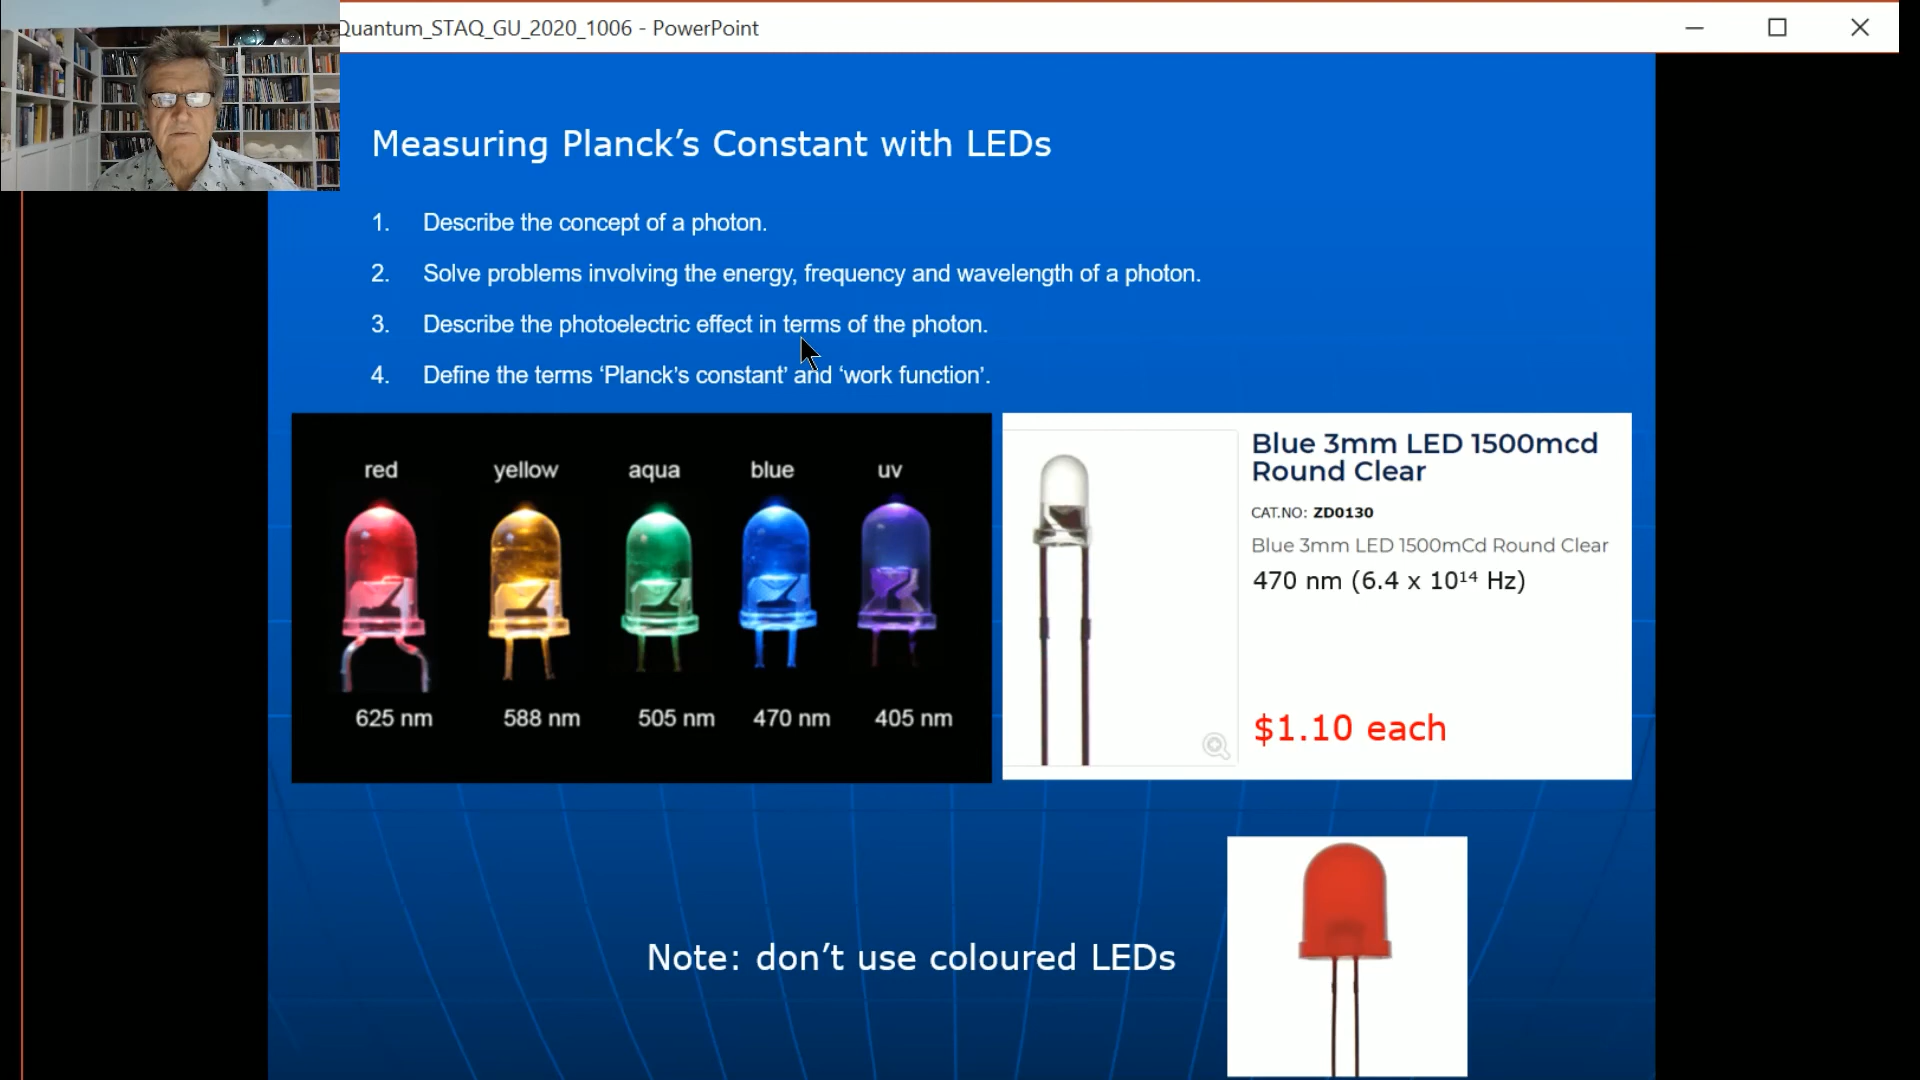 Quantum_STAQ_GU_2020_1006 - PowerPoint
Measuring Planck’s Constant with LEDs
1. Describe the concept of a photon.
2. Solve problems involving the energy, frequency and wavelength of a photon.
3. Describe the photoelectric effect in terms of the photon.
4. Define the terms ‘Planck’s constant’ and ‘work function’.
red yellow aqua blue uv
625 nm 588 nm 505 nm 470 nm 405 nm
Blue 3mm LED 1500mcd
Round Clear
CAT.NO: ZD0130
Blue 3mm LED 1500mCd Round Clear
470 nm (6.4 x 10¹⁴ Hz)
$1.10 each
Note: don’t use coloured LEDs